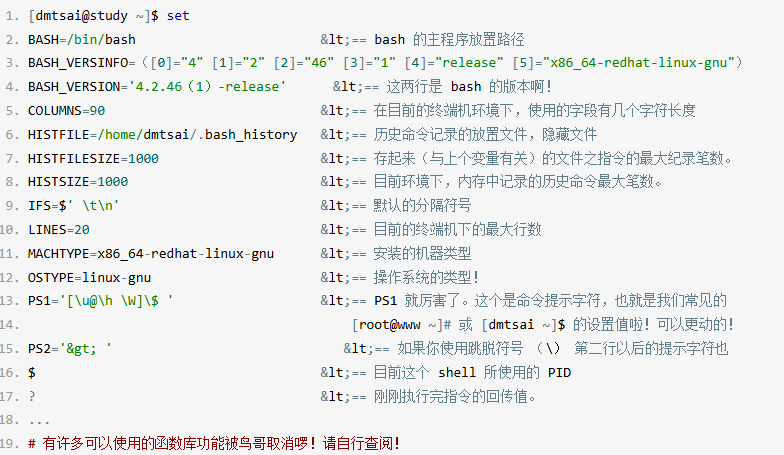 1. [dmtsai@study ~]$ set
2. BASH=/bin/bash &lt;== bash 的主程序放置路径
3. BASH_VERSINFO=（[0]="4" [1]="2" [2]="46" [3]="1" [4]="release" [5]="x86_64-redhat-linux-gnu"）
4. BASH_VERSION='4.2.46（1）-release' &lt;== 这两行是 bash 的版本啊！
5. COLUMNS=90 &lt;== 在目前的终端机环境下，使用的字段有几个字符长度
6. HISTFILE=/home/dmtsai/.bash_history &lt;== 历史命令记录的放置文件，隐藏文件
7. HISTFILESIZE=1000 &lt;== 存起来（与上个变量有关）的文件之指令的最大纪录笔数。
8. HISTSIZE=1000 &lt;== 目前环境下，内存中记录的历史命令最大笔数。
9. IFS=$' \t\n' &lt;== 默认的分隔符号
10. LINES=20 &lt;== 目前的终端机下的最大行数
11. MACHTYPE=x86_64-redhat-linux-gnu &lt;== 安装的机器类型
12. OSTYPE=linux-gnu &lt;== 操作系统的类型！
13. PS1='[\u@\h \W]\$ ' &lt;== PS1 就厉害了。这个是命令提示字符，也就是我们常见的
14. [root@www ~]# 或 [dmtsai ~]$ 的设置值啦！可以更动的！
15. PS2='&gt; ' &lt;== 如果你使用跳脱符号 （\） 第二行以后的提示字符也
16. $ &lt;== 目前这个 shell 所使用的 PID
17. ? &lt;== 刚刚执行完指令的回传值。
18. ...
19. # 有许多可以使用的函数库功能被鸟哥取消啰！请自行查阅！